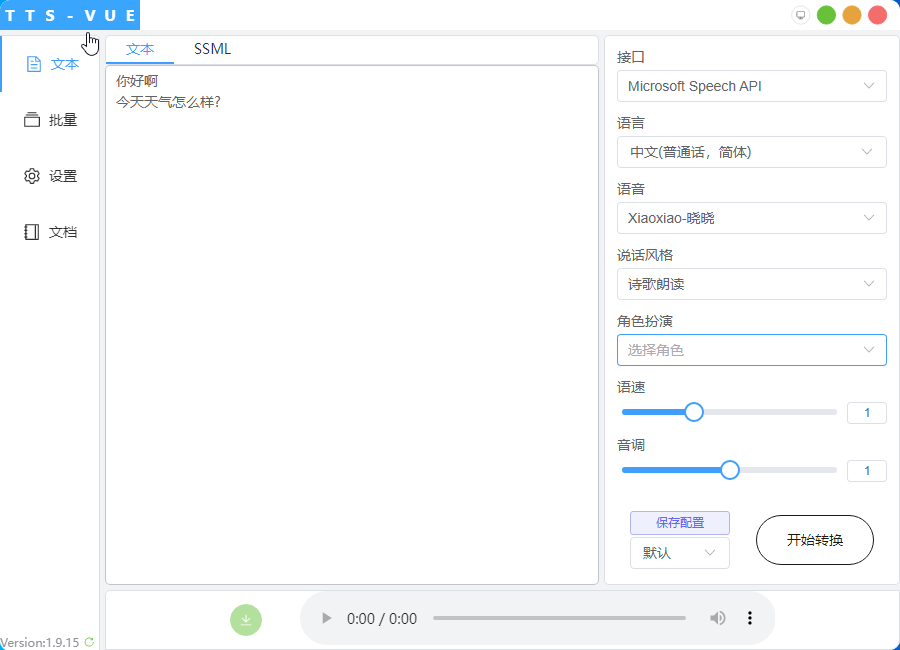 TTS-VUE
文本
批量
设置
文档
Version:1.9.15
文本 SSML
你好啊
今天天气怎么样?
接口
Microsoft Speech API
语言
中文(普通话，简体)
语音
Xiaoxiao-晓晓
说话风格
诗歌朗读
角色扮演
选择角色
语速
1
音调
1
保存配置
默认
开始转换
0:00 / 0:00